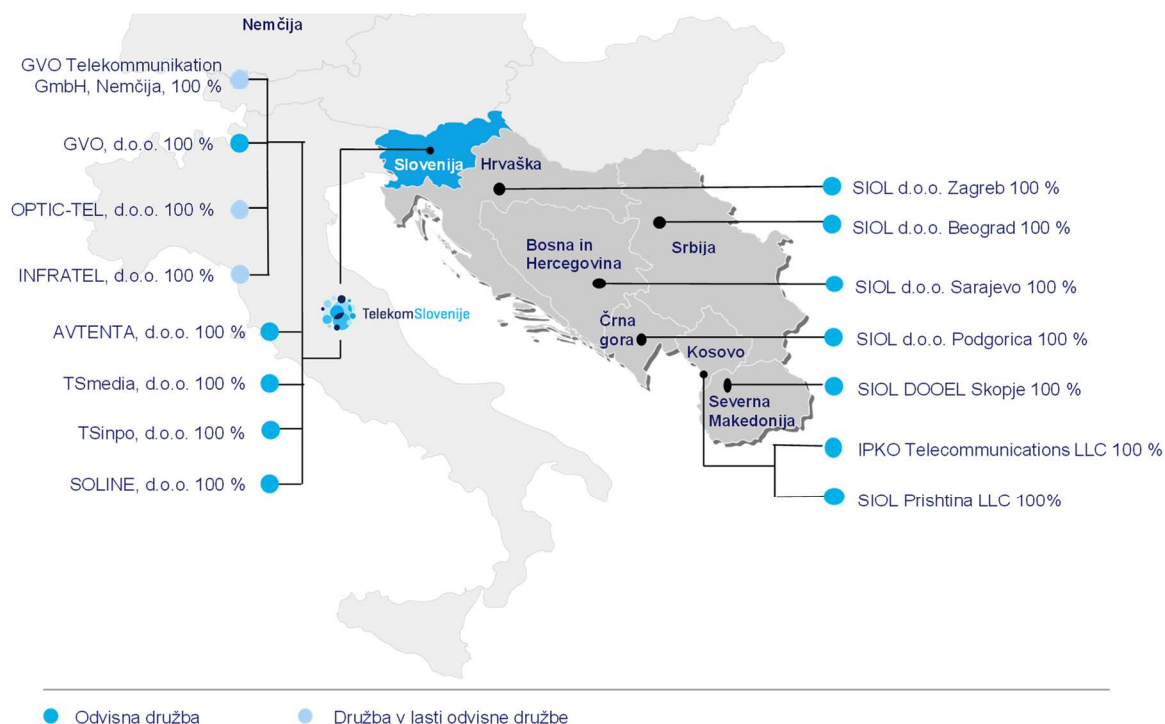 Nemčija
GVO Telekommunikation
GmbH, Nemčija, 100 %
GVO, d.o.o. 100 %
OPTIC-TEL, d.o.o. 100 %
INFRATEL, d.o.o. 100 %
AVTENTA, d.o.o. 100 %
TSmedia, d.o.o. 100 %
TSinpo, d.o.o. 100 %
SOLINE, d.o.o. 100 %
TelekomSlovenije
Slovenija
Hrvaška
Bosna in
Hercegovina
Srbija
Črna
gora
Kosovo
Severna
Makedonija
SIOL d.o.o. Zagreb 100 %
SIOL d.o.o. Beograd 100 %
SIOL d.o.o. Sarajevo 100 %
SIOL d.o.o. Podgorica 100 %
SIOL DOOEL Skopje 100 %
IPKO Telecommunications LLC 100 %
SIOL Prishtina LLC 100%
Odvisna družba
Družba v lasti odvisne družbe